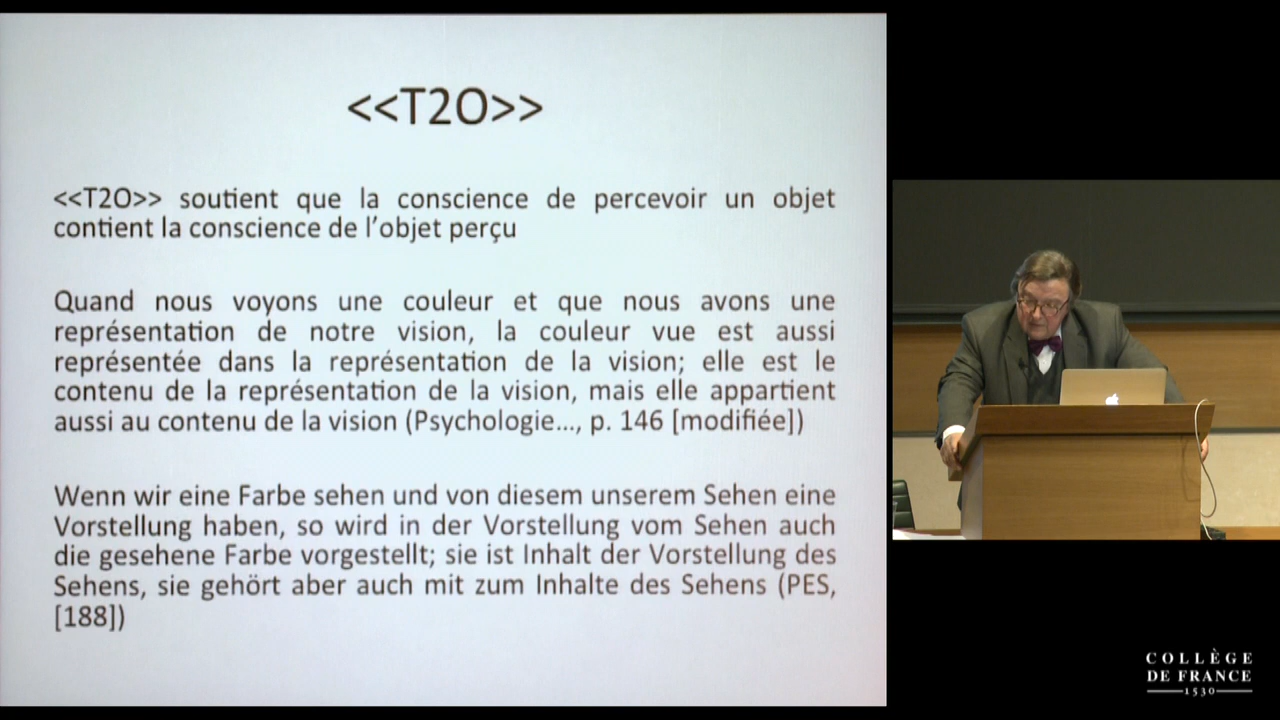 <<T2O>>
<<T2O>> soutient que la conscience de percevoir un objet
contient la conscience de l’objet perçu
Quand nous voyons une couleur et que nous avons une
représentation de notre vision, la couleur vue est aussi
représentée dans la représentation de la vision; elle est le
contenu de la représentation de la vision, mais elle appartient
aussi au contenu de la vision (Psychologie…, p. 146 [modifiée])
Wenn wir eine Farbe sehen und von diesem unserem Sehen eine
Vorstellung haben, so wird in der Vorstellung vom Sehen auch
die gesehene Farbe vorgestellt; sie ist Inhalt der Vorstellung des
Sehens, sie gehört aber auch mit zum Inhalte des Sehens (PES,
[188])
COLLÈGE
DE FRANCE
1530